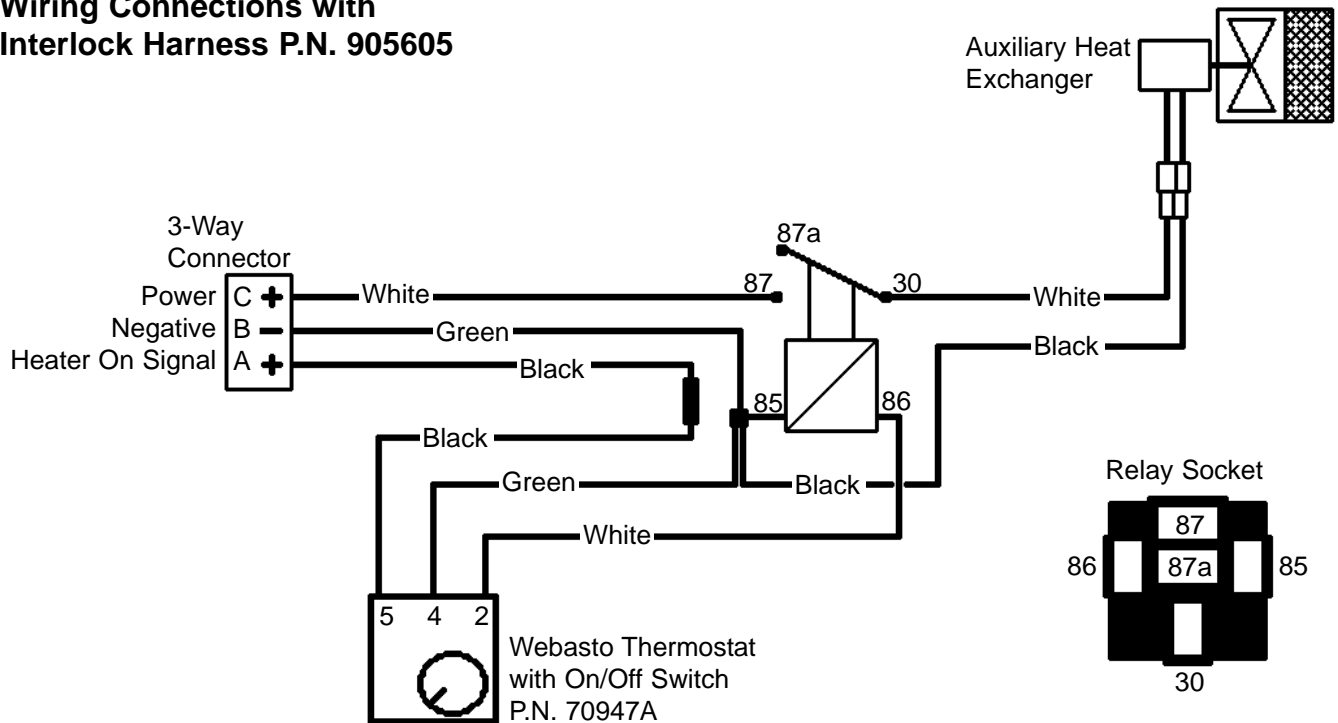 Wiring Connections with
Interlock Harness P.N. 905605
Auxiliary Heat
Exchanger
3-Way
Connector
Power C + White 87 87a 30 White
Negative B − Green Black
Heater On Signal A + Black
85 86
Black
Green Black
White
5 4 2
Webasto Thermostat
with On/Off Switch
P.N. 70947A
Relay Socket
87
86 87a 85
30